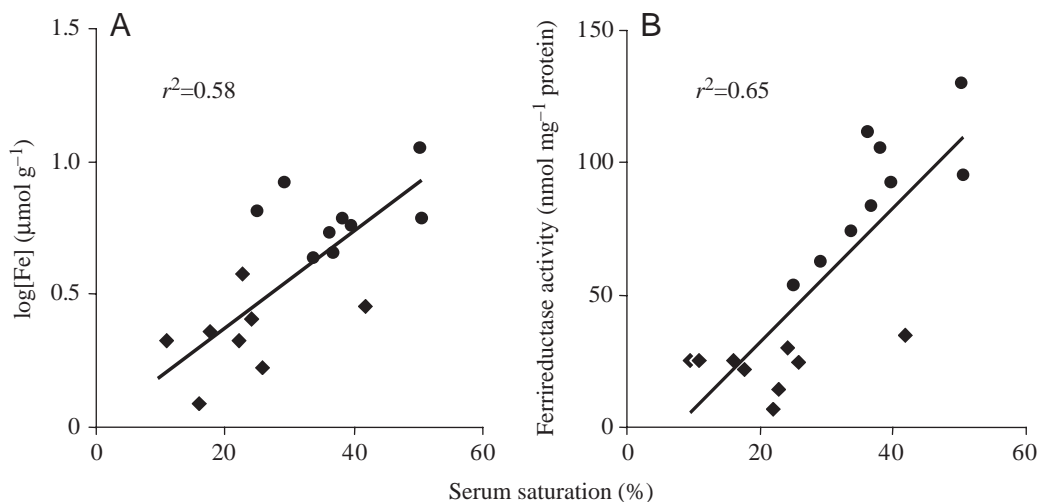 A
1.5
1.0
0.5
0
0
20
40
60
r²=0.58
log[Fe] (μmol g⁻¹)
B
150
100
50
0
0
20
40
60
r²=0.65
Ferrireductase activity (nmol mg⁻¹ protein)
Serum saturation (%)